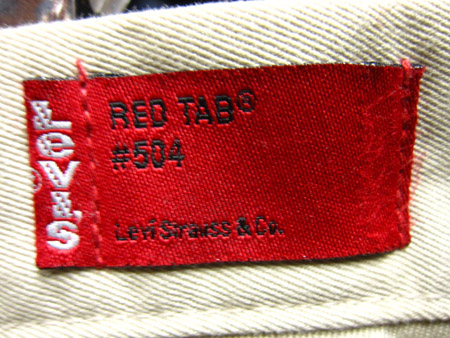 LEVI'S
RED TAB®
#504
Levi Strauss & Co.